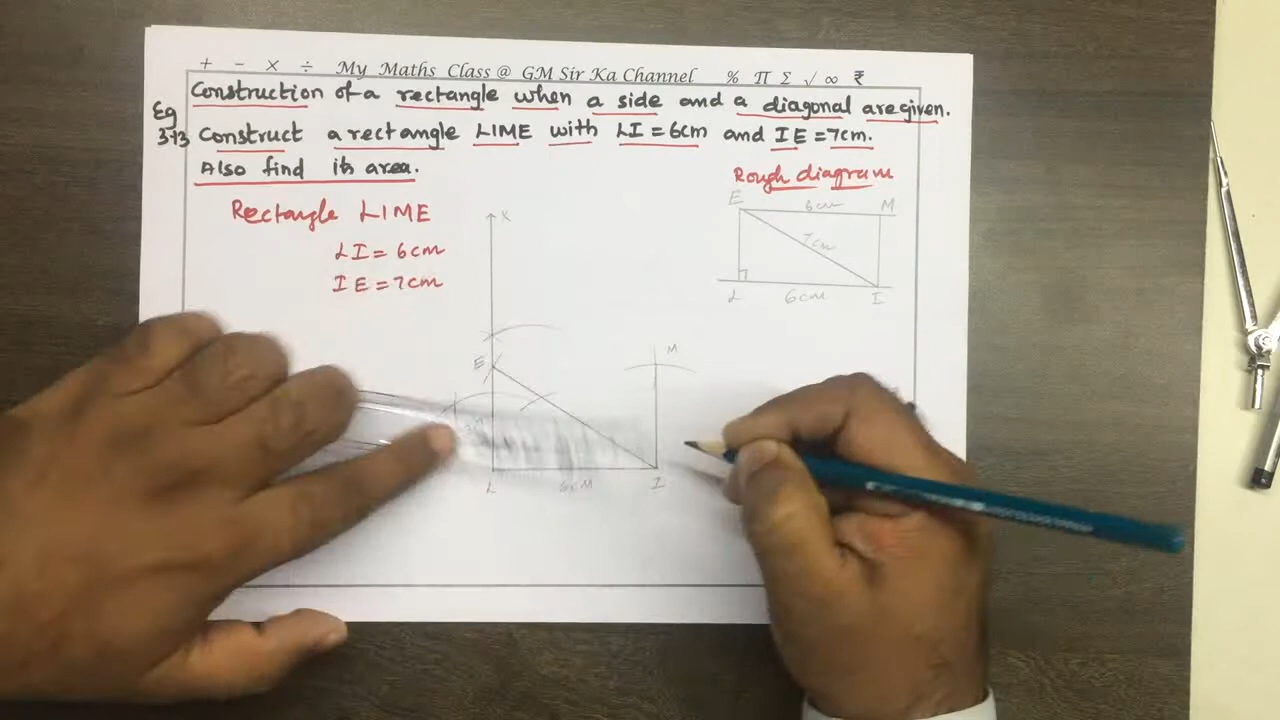 + - × ÷ My Maths Class @ GM Sir Ka Channel % Π Σ √ ∞ ₹
Construction of a rectangle when a side and a diagonal are given.
Eg
3.13 Construct a rectangle LIME with LI = 6cm and IE = 7cm.
Also find its area.
Rough diagram
E 6cm M
7cm
L 6cm I
Rectangle LIME
LI = 6cm
IE = 7cm
X
E M
L 6cm I